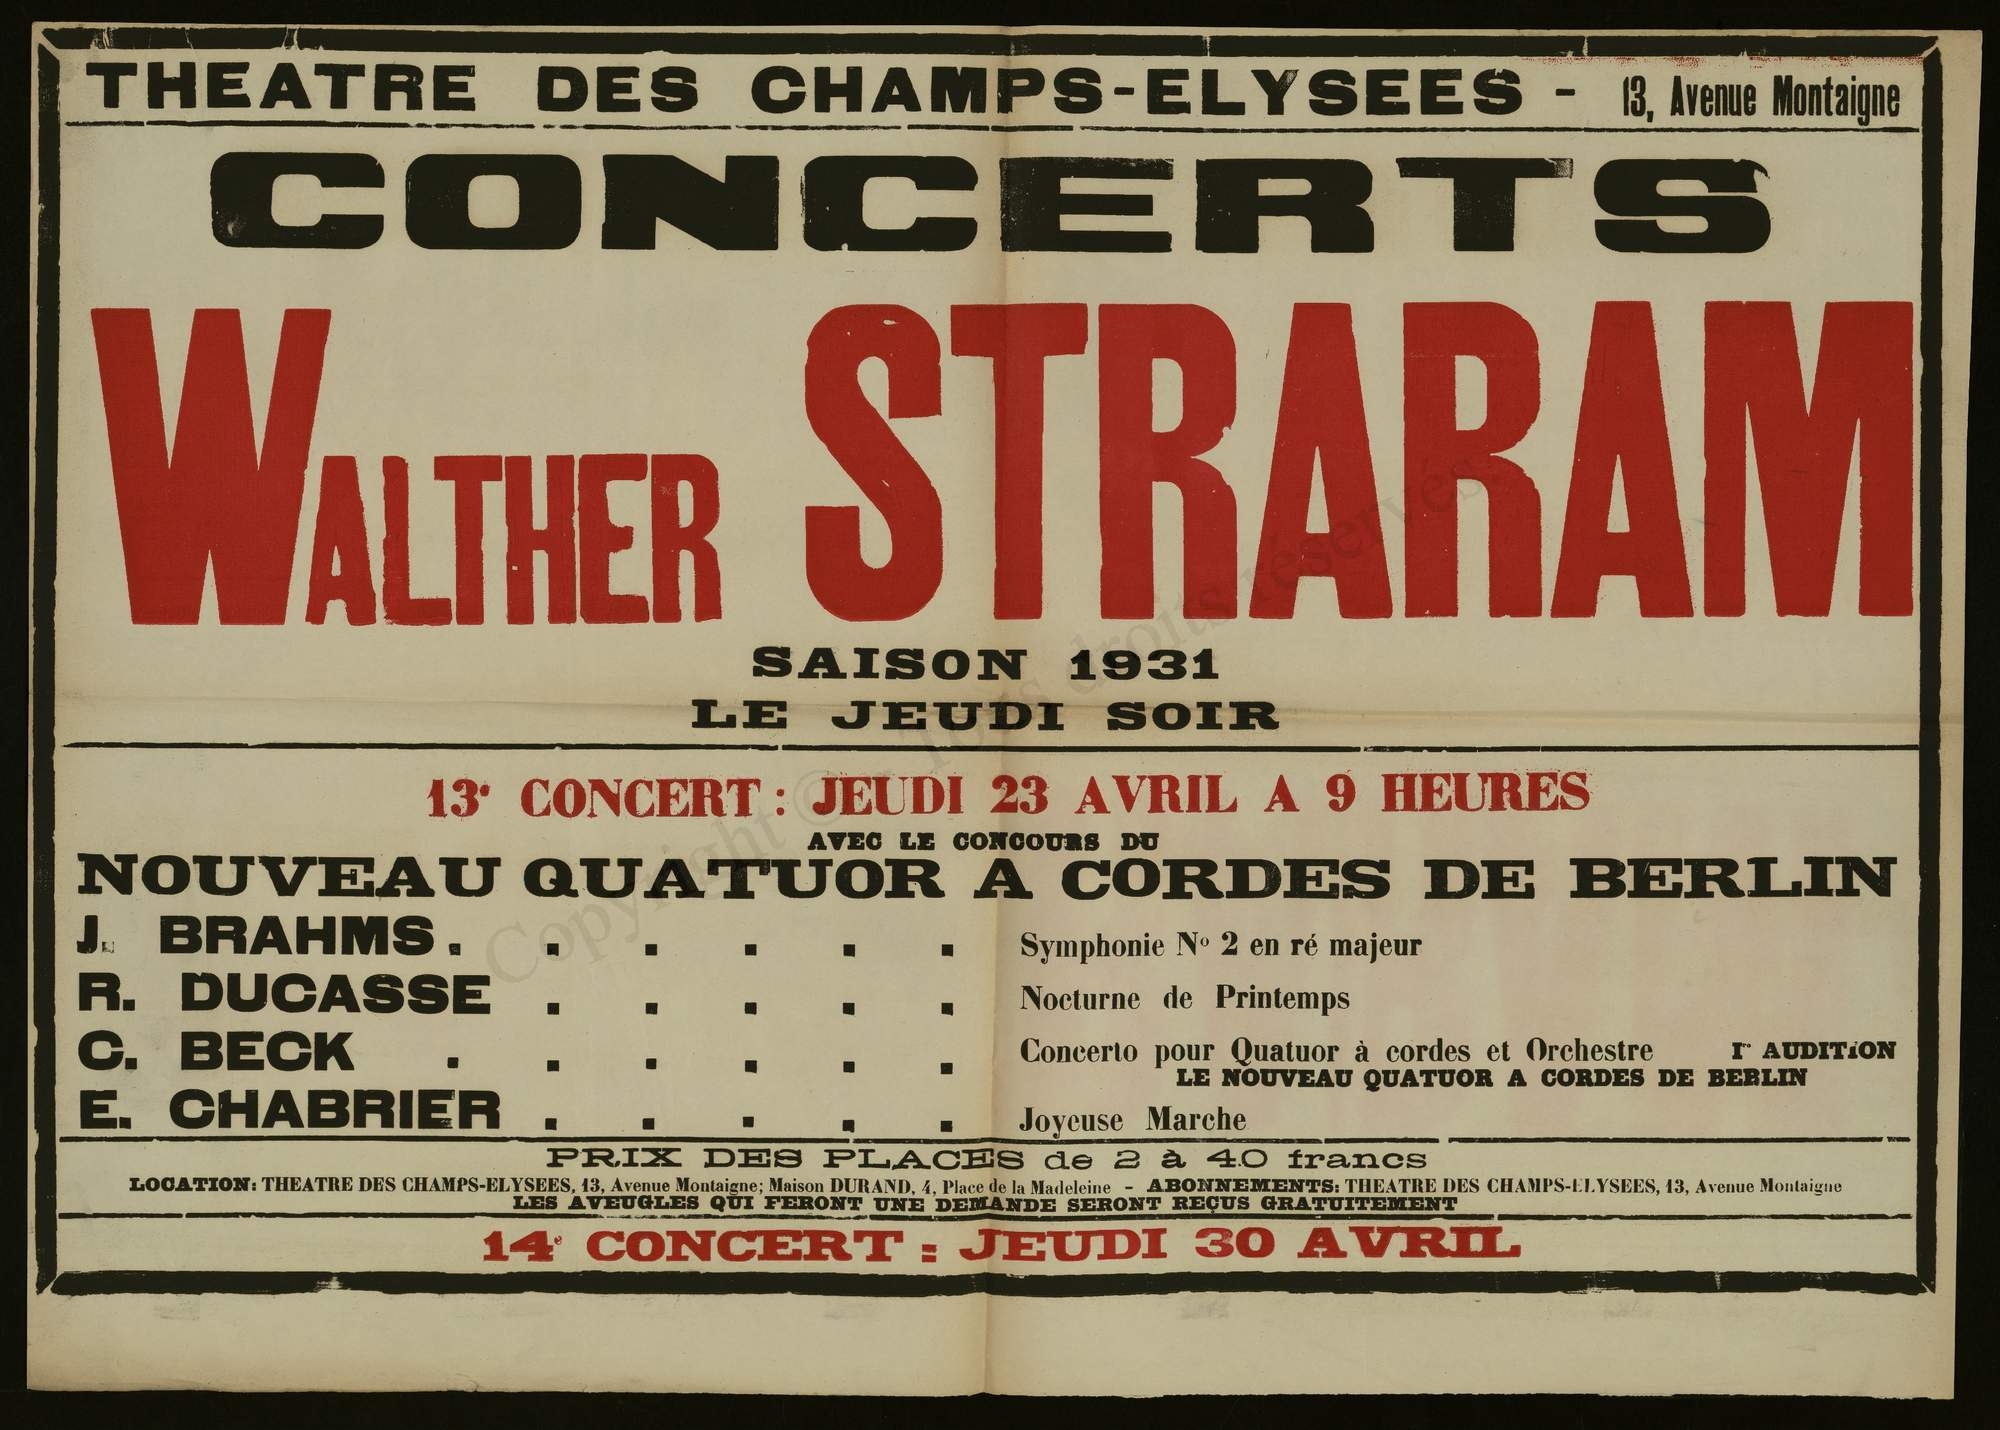 THEATRE DES CHAMPS-ELYSEES - 13, Avenue Montaigne
CONCERTS
WALTHER STRARAM
SAISON 1931
LE JEUDI SOIR
13e CONCERT : JEUDI 23 AVRIL A 9 HEURES
AVEC LE CONCOURS DU
NOUVEAU QUATUOR A CORDES DE BERLIN
J. BRAHMS . . . . . . Symphonie No 2 en ré majeur
R. DUCASSE . . . . . Nocturne de Printemps
C. BECK . . . . . . Concerto pour Quatuor à cordes et Orchestre Ire AUDITION
LE NOUVEAU QUATUOR A CORDES DE BERLIN
E. CHABRIER . . . . . Joyeuse Marche
PRIX DES PLACES de 2 à 40 francs
LOCATION: THEATRE DES CHAMPS-ELYSEES, 13, Avenue Montaigne; Maison DURAND, 4, Place de la Madeleine - ABONNEMENTS: THEATRE DES CHAMPS-ELYSEES, 13, Avenue Montaigne
LES AVEUGLES QUI FERONT UNE DEMANDE SERONT REÇUS GRATUITEMENT
14e CONCERT : JEUDI 30 AVRIL
Copyright © - Tous droits réservés